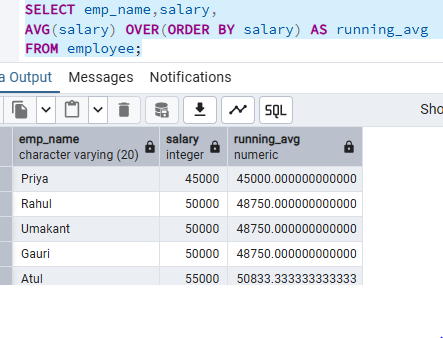 SELECT emp_name,salary,
AVG(salary) OVER(ORDER BY salary) AS running_avg
FROM employee;
a Output Messages Notifications
SQL Sho
emp_name salary running_avg
character varying (20) integer numeric
Priya 45000 45000.000000000000
Rahul 50000 48750.000000000000
Umakant 50000 48750.000000000000
Gauri 50000 48750.000000000000
Atul 55000 50833.333333333333